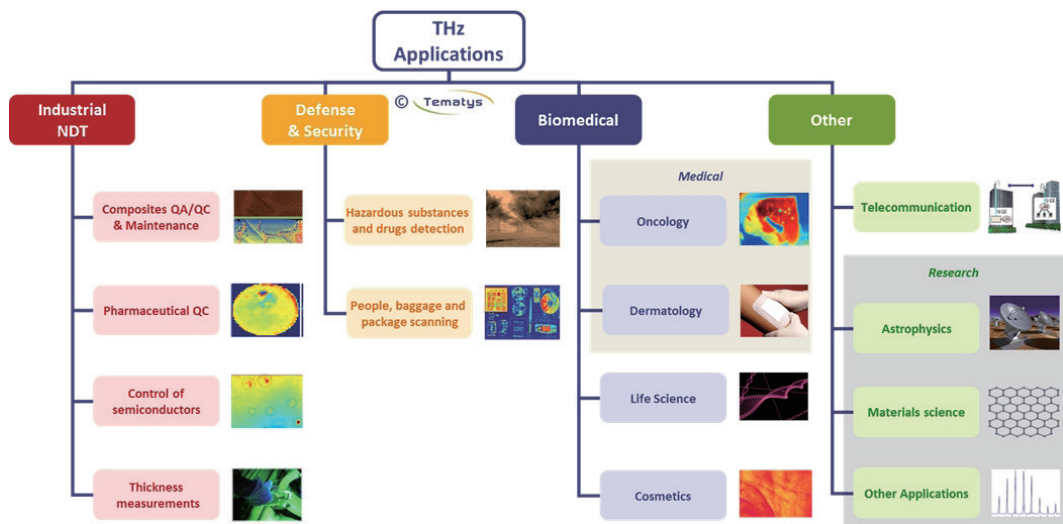 THz
Applications
© Tematys
Industrial
NDT
Defense
& Security
Biomedical
Other
Composites QA/QC
& Maintenance
Pharmaceutical QC
Control of
semiconductors
Thickness
measurements
Hazardous substances
and drugs detection
People, baggage and
package scanning
Medical
Oncology
Dermatology
Life Science
Cosmetics
Telecommunication
Research
Astrophysics
Materials science
Other Applications